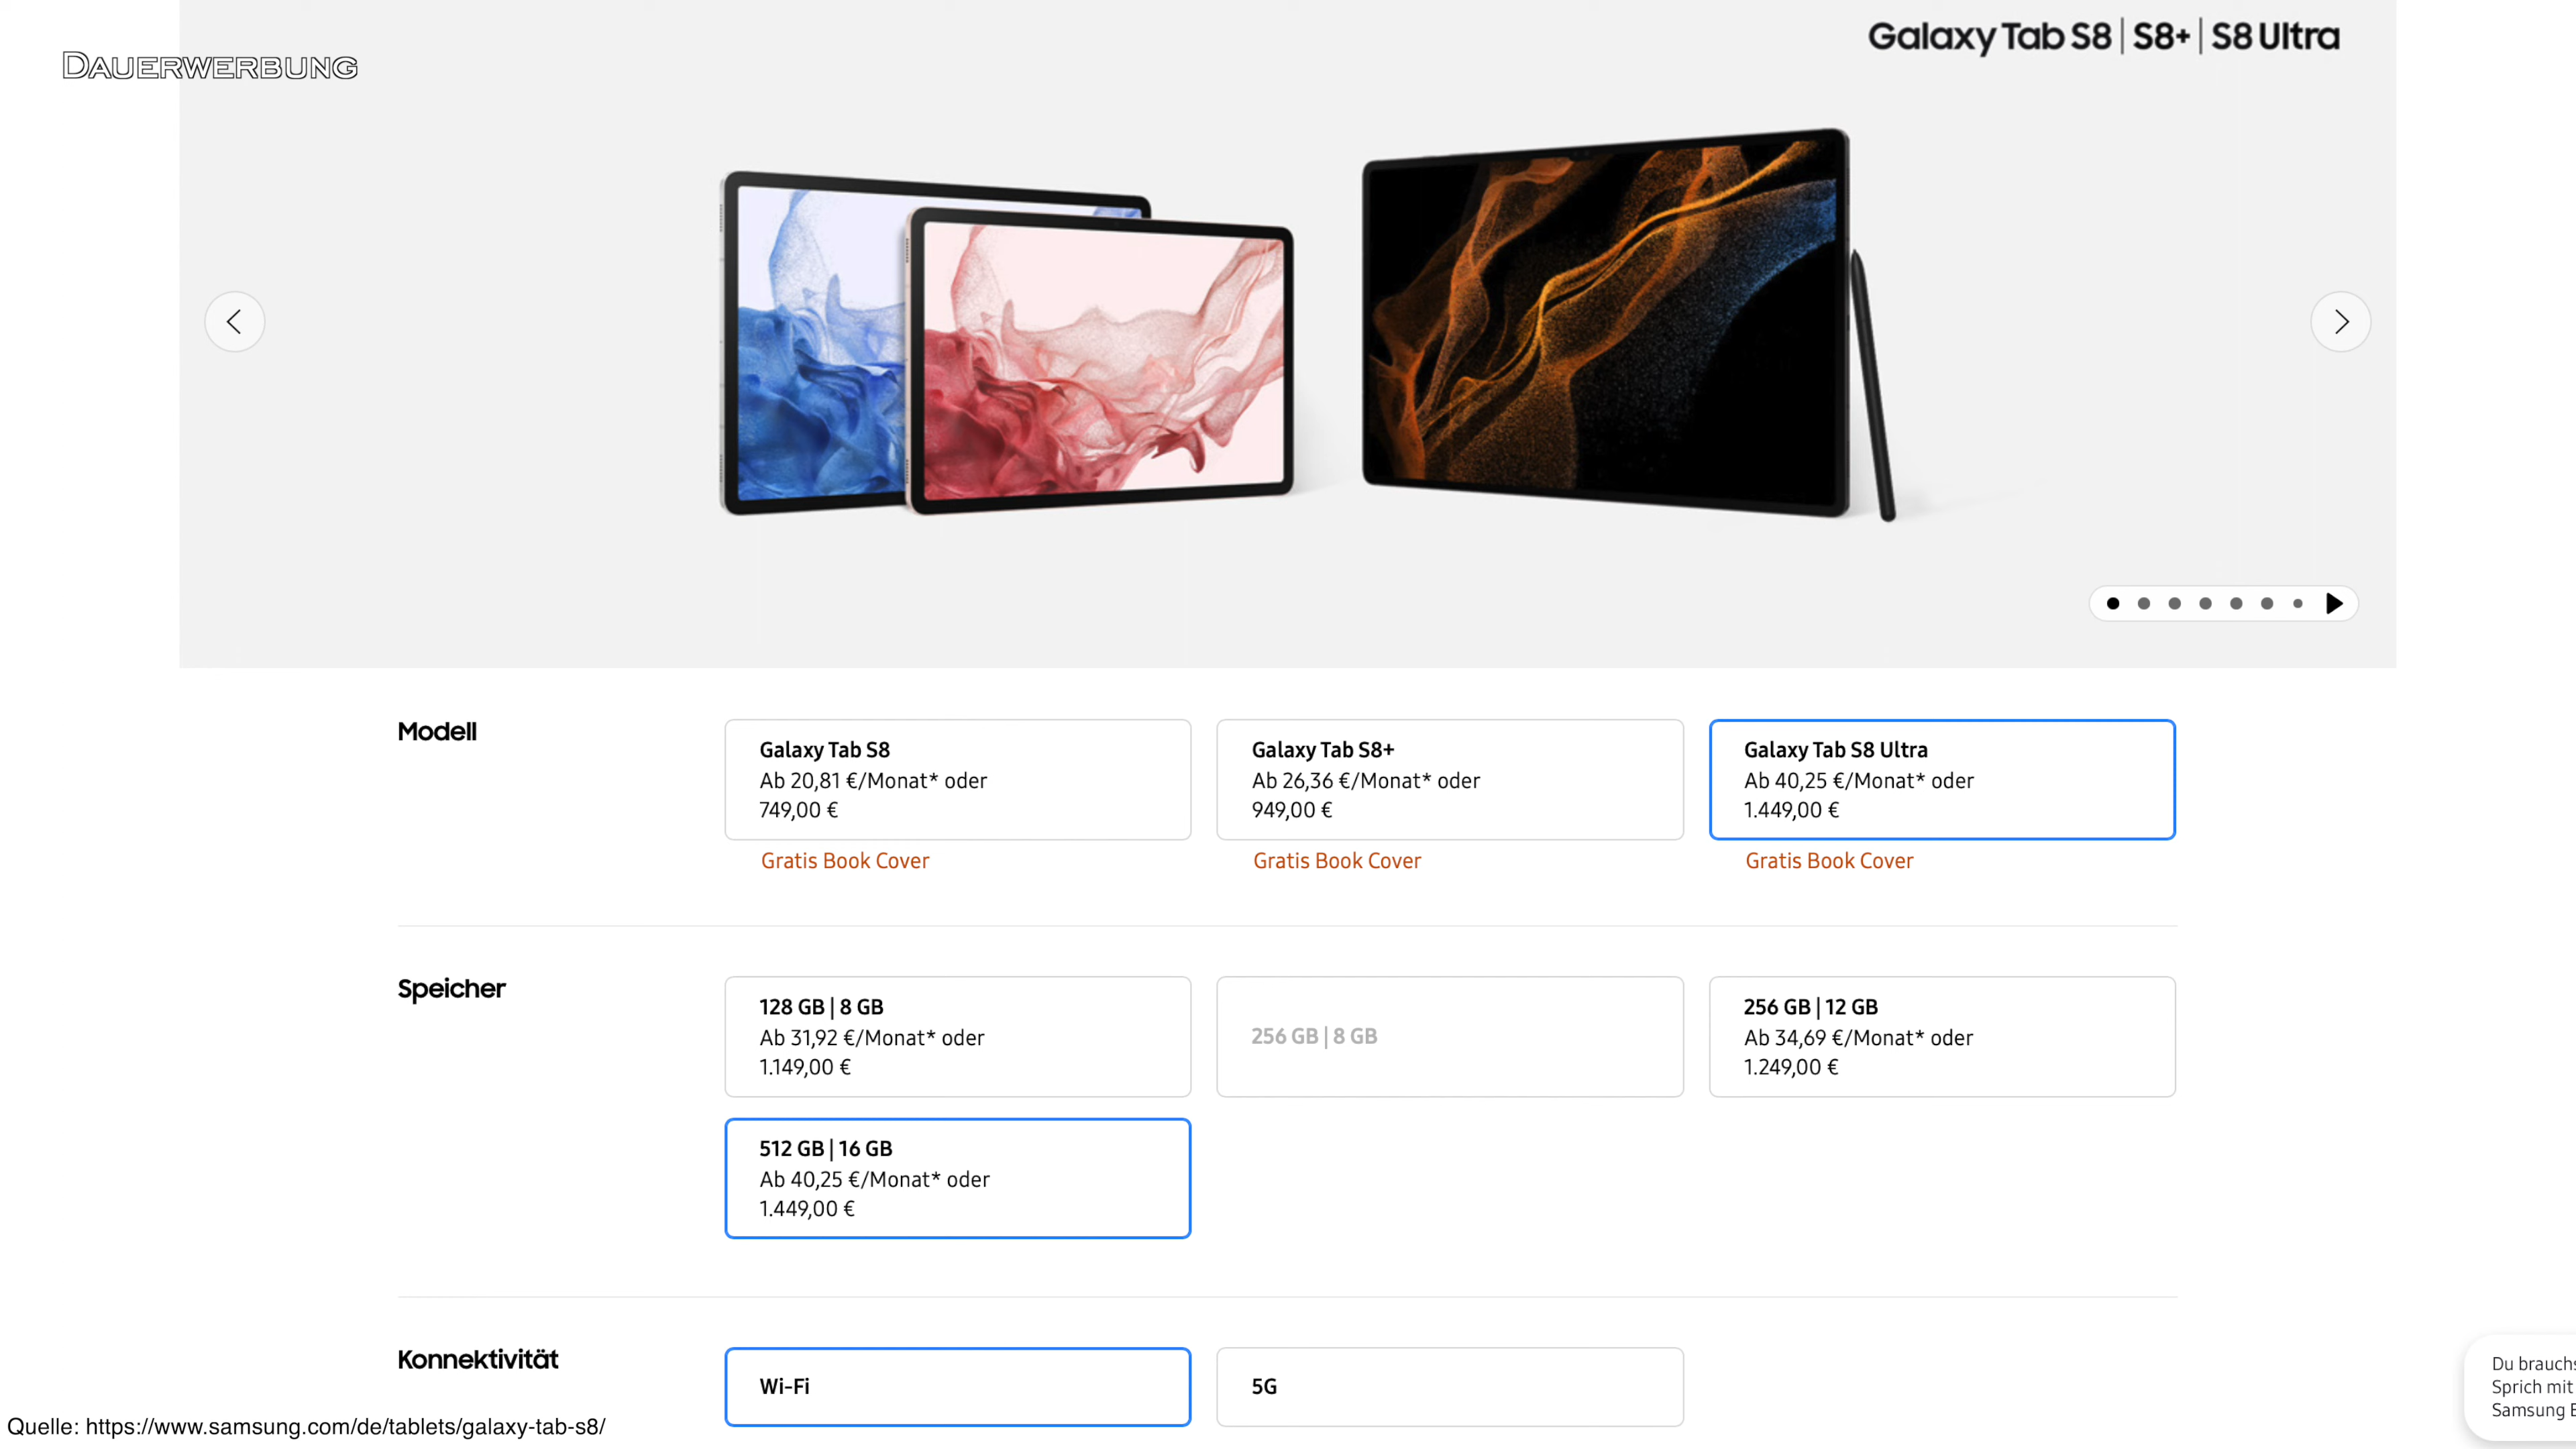 DAUERWERBUNG
Galaxy Tab S8 | S8+ | S8 Ultra
Modell
Galaxy Tab S8
Ab 20,81 €/Monat* oder
749,00 €
Gratis Book Cover
Galaxy Tab S8+
Ab 26,36 €/Monat* oder
949,00 €
Gratis Book Cover
Galaxy Tab S8 Ultra
Ab 40,25 €/Monat* oder
1.449,00 €
Gratis Book Cover
Speicher
128 GB | 8 GB
Ab 31,92 €/Monat* oder
1.149,00 €
256 GB | 8 GB
256 GB | 12 GB
Ab 34,69 €/Monat* oder
1.249,00 €
512 GB | 16 GB
Ab 40,25 €/Monat* oder
1.449,00 €
Konnektivität
Wi-Fi
5G
Du
Sprich mit
Samsung
Quelle: https://www.samsung.com/de/tablets/galaxy-tab-s8/